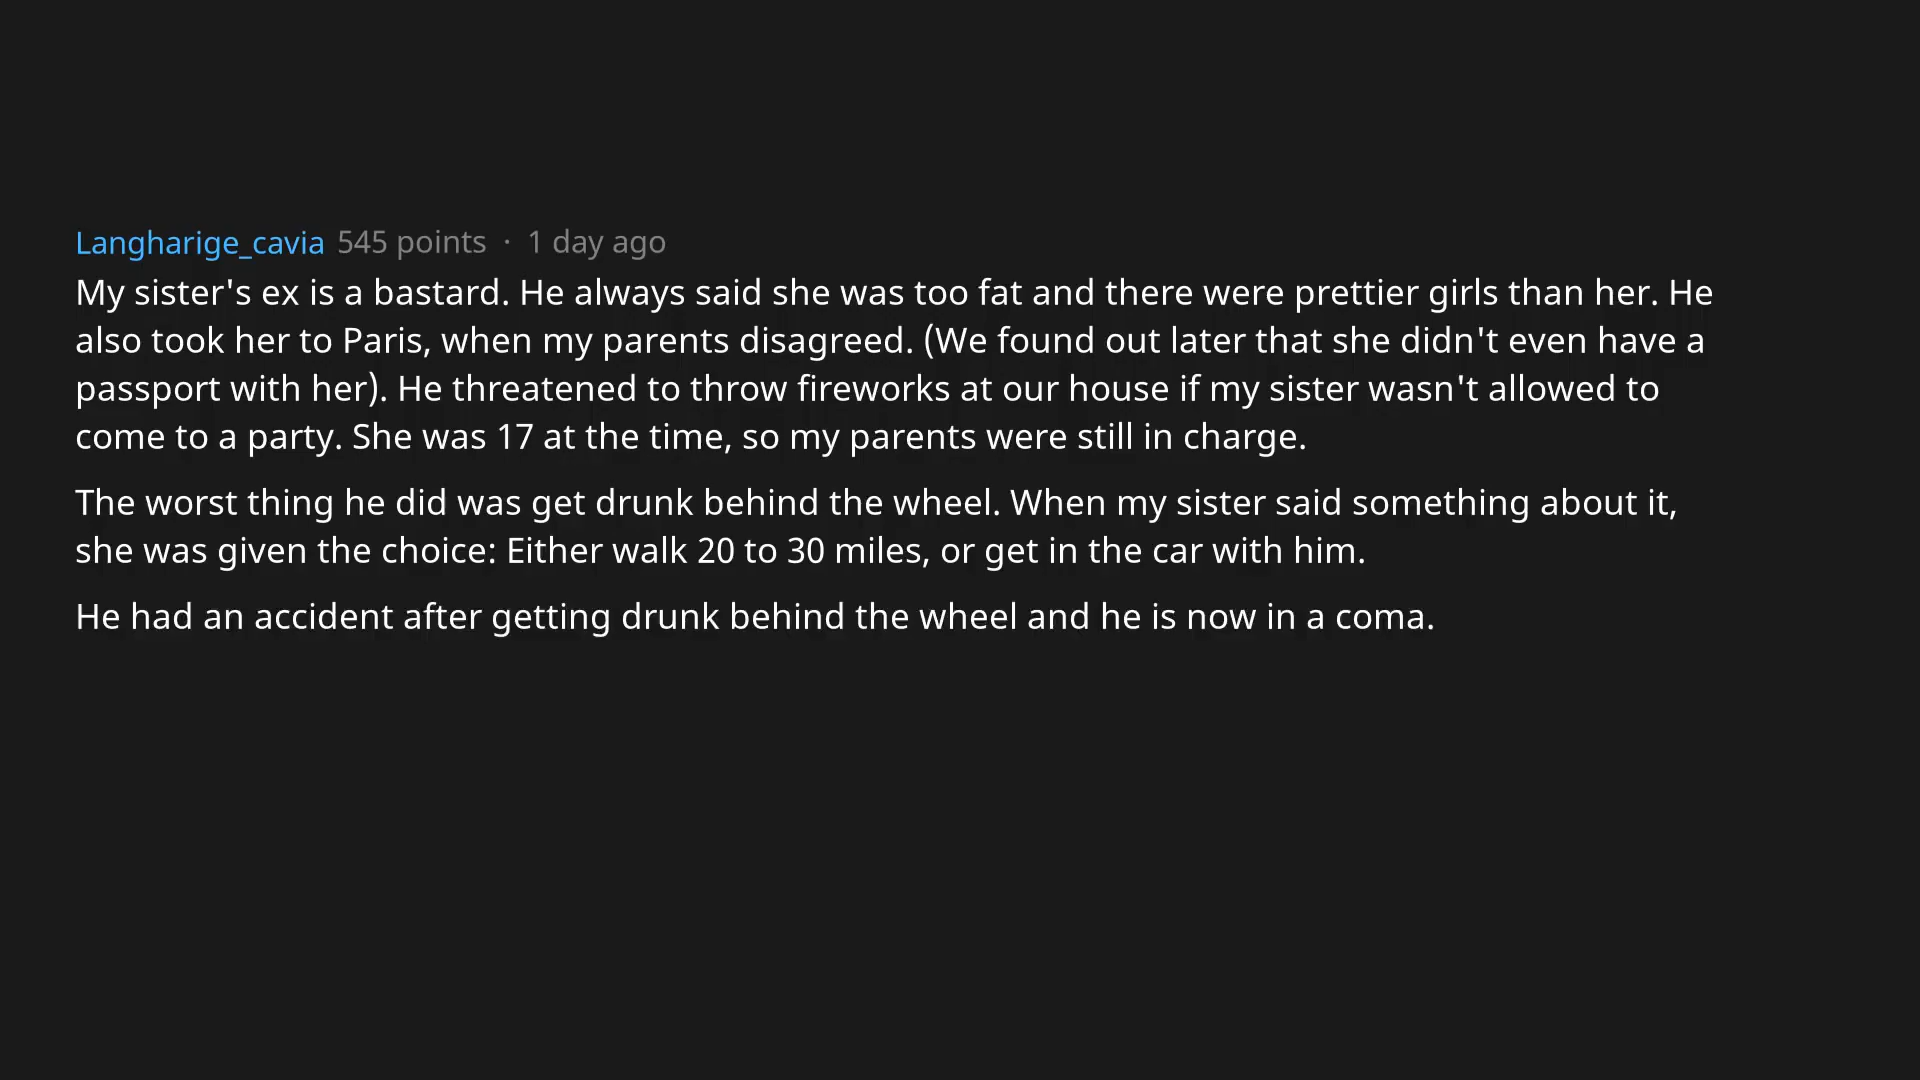 Langharige_cavia 545 points · 1 day ago
My sister's ex is a bastard. He always said she was too fat and there were prettier girls than her. He
also took her to Paris, when my parents disagreed. (We found out later that she didn't even have a
passport with her). He threatened to throw fireworks at our house if my sister wasn't allowed to
come to a party. She was 17 at the time, so my parents were still in charge.
The worst thing he did was get drunk behind the wheel. When my sister said something about it,
she was given the choice: Either walk 20 to 30 miles, or get in the car with him.
He had an accident after getting drunk behind the wheel and he is now in a coma.